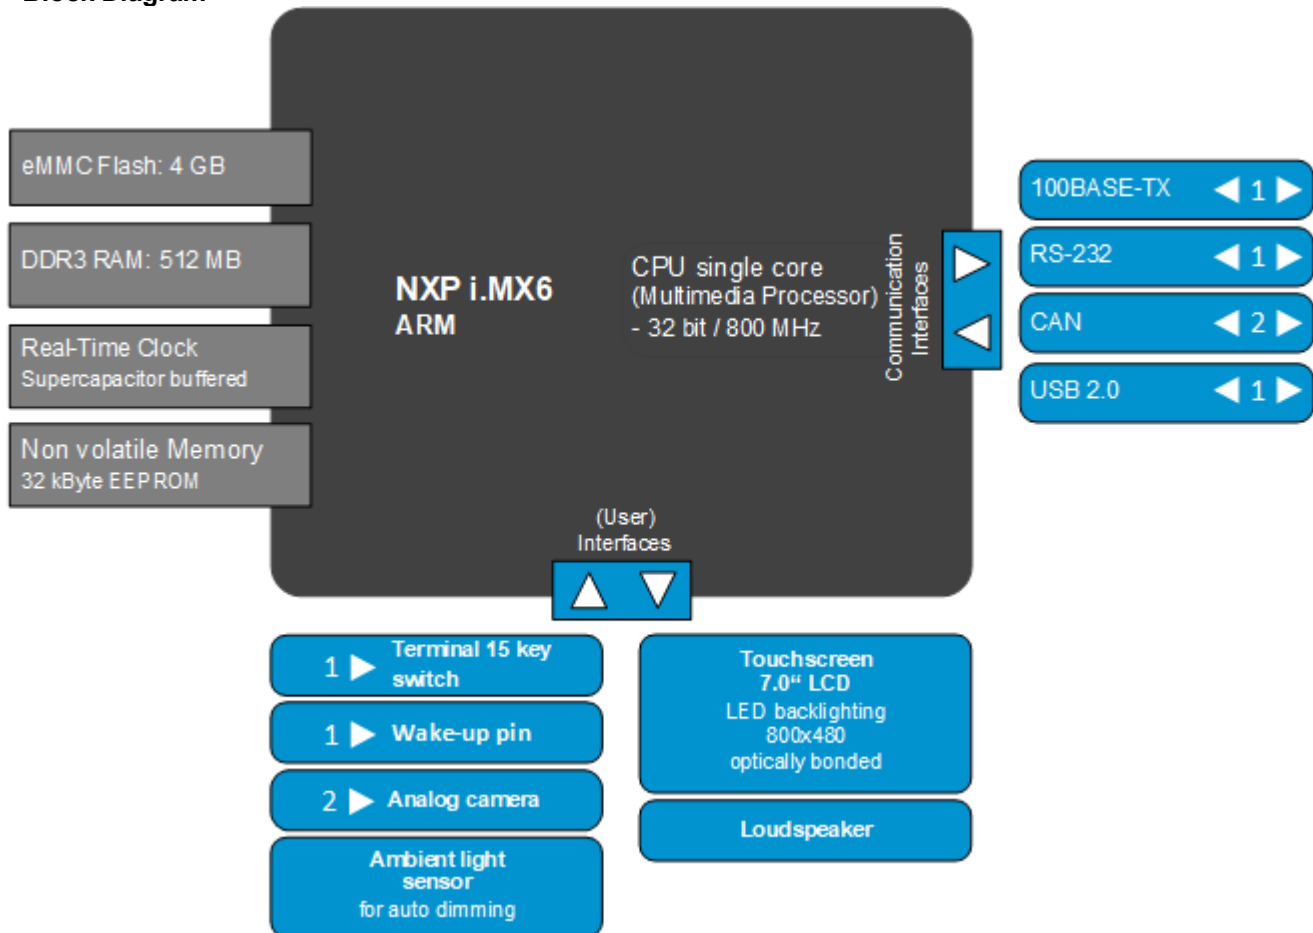 Block Diagram
eMMC Flash: 4 GB
DDR3 RAM: 512 MB
Real-Time Clock
Supercapacitor buffered
Non volatile Memory
32 kByte EEPROM
NXP i.MX6
ARM
CPU single core
(Multimedia Processor)
- 32 bit / 800 MHz
Communication
Interfaces
100BASE-TX 1
RS-232 1
CAN 2
USB 2.0 1
(User)
Interfaces
1 Terminal 15 key
switch
1 Wake-up pin
2 Analog camera
Ambient light
sensor
for auto dimming
Touchscreen
7.0“ LCD
LED backlighting
800x480
optically bonded
Loudspeaker